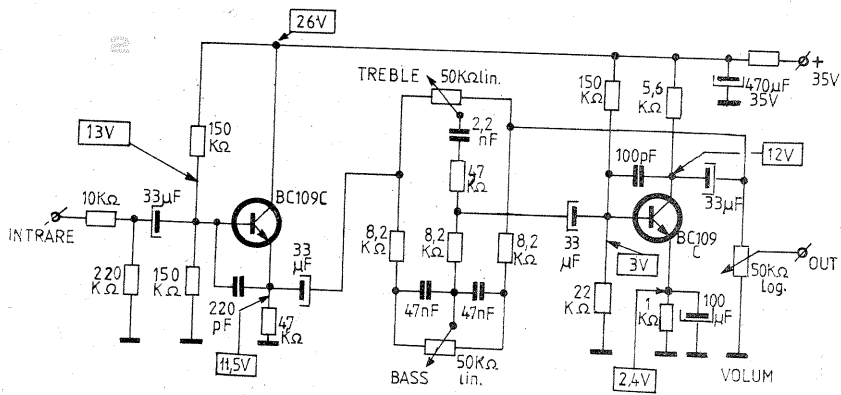 26V
TREBLE
50KΩ lin.
+
35V
470µF
35V
150
KΩ
5,6
KΩ
13V
150
KΩ
2,2
nF
100pF
12V
10KΩ
33µF
BC109C
47
KΩ
33µF
INTRARE
8,2
KΩ
8,2
KΩ
8,2
KΩ
33
µF
BC109
C
OUT
33
µF
3V
50KΩ
log.
220
KΩ
150
KΩ
220
pF
47
KΩ
47nF
47nF
22
KΩ
1
KΩ
100
µF
11,5V
50KΩ
lin.
BASS
2,4V
VOLUM